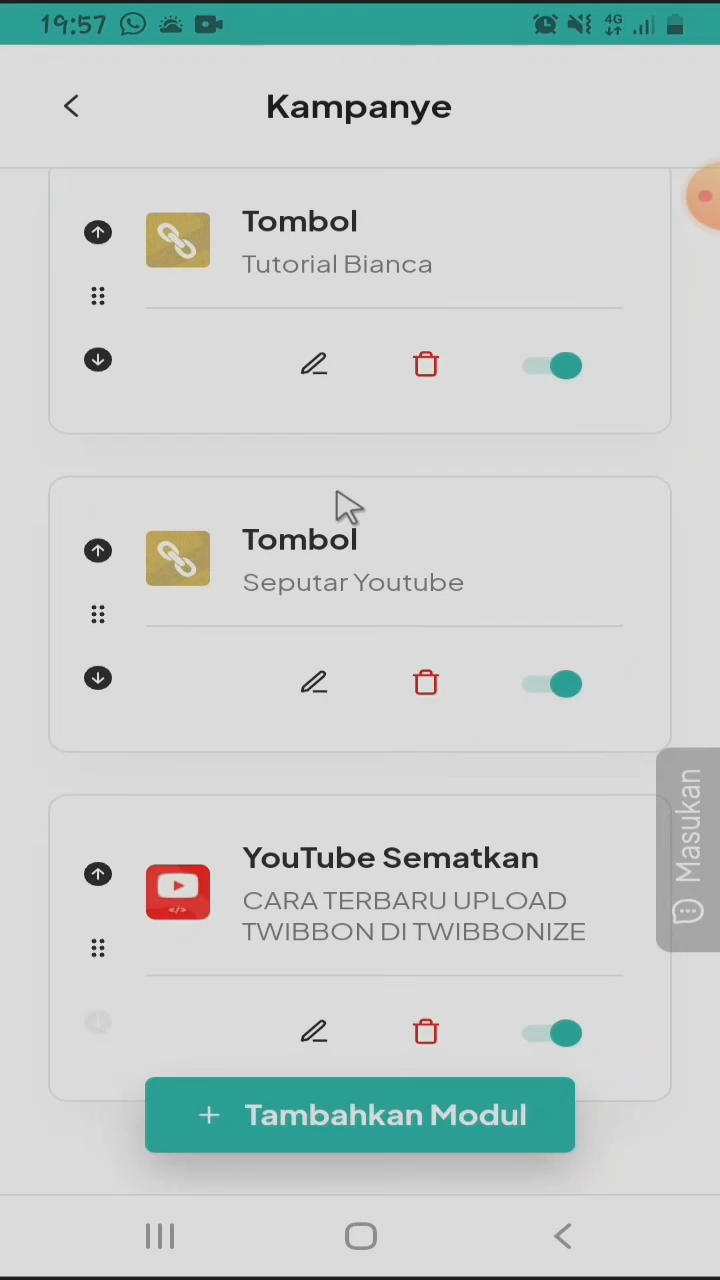 19:57
4G
Kampanye
Tombol
Tutorial Bianca
Tombol
Seputar Youtube
Masukan
YouTube Sematkan
CARA TERBARU UPLOAD
TWIBBON DI TWIBBONIZE
</>
+ Tambahkan Modul